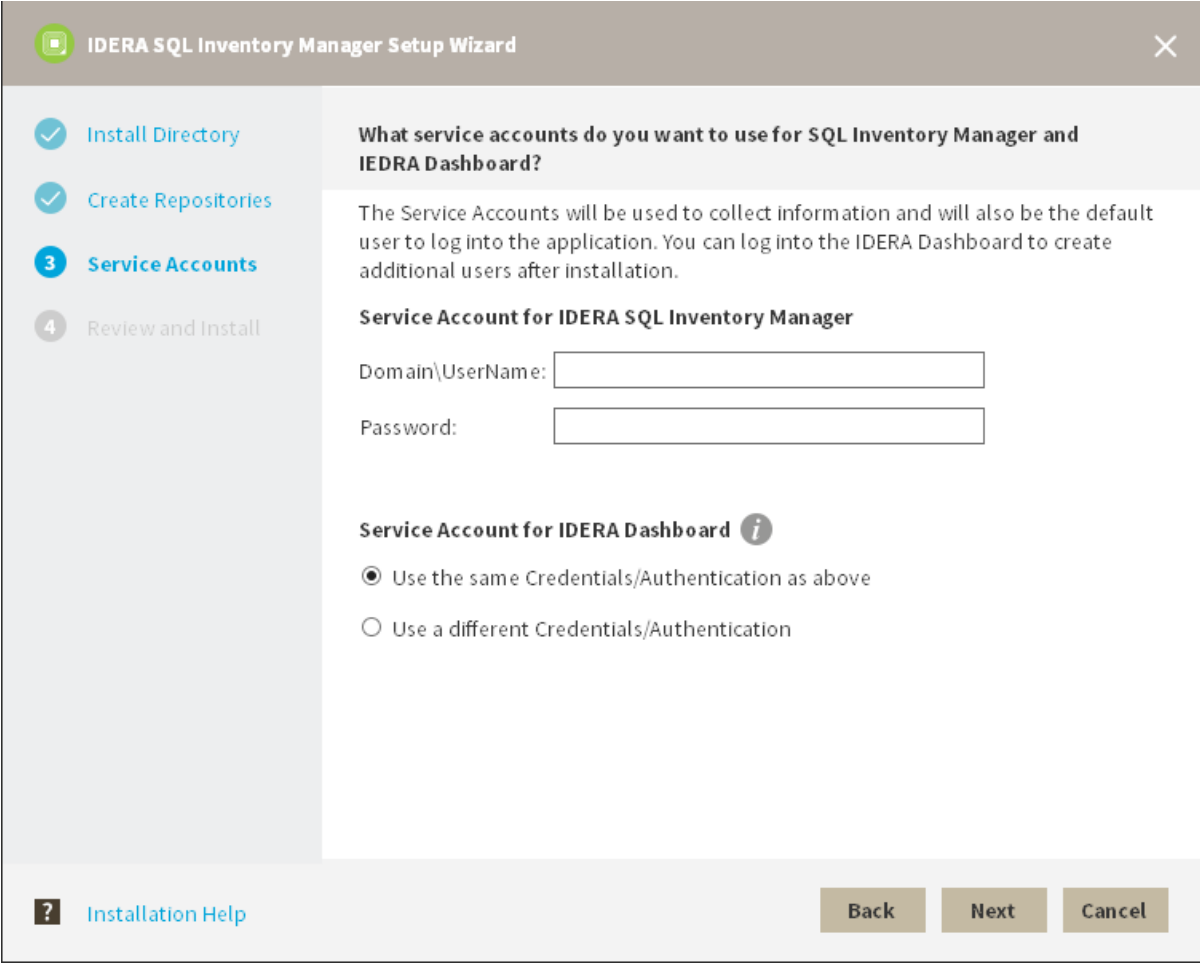 IDERA SQL Inventory Manager Setup Wizard
Install Directory
Create Repositories
3 Service Accounts
4 Review and Install
What service accounts do you want to use for SQL Inventory Manager and
IEDRA Dashboard?
The Service Accounts will be used to collect information and will also be the default
user to log into the application. You can log into the IDERA Dashboard to create
additional users after installation.
Service Account for IDERA SQL Inventory Manager
Domain\UserName:
Password:
Service Account for IDERA Dashboard i
Use the same Credentials/Authentication as above
Use a different Credentials/Authentication
? Installation Help
Back Next Cancel